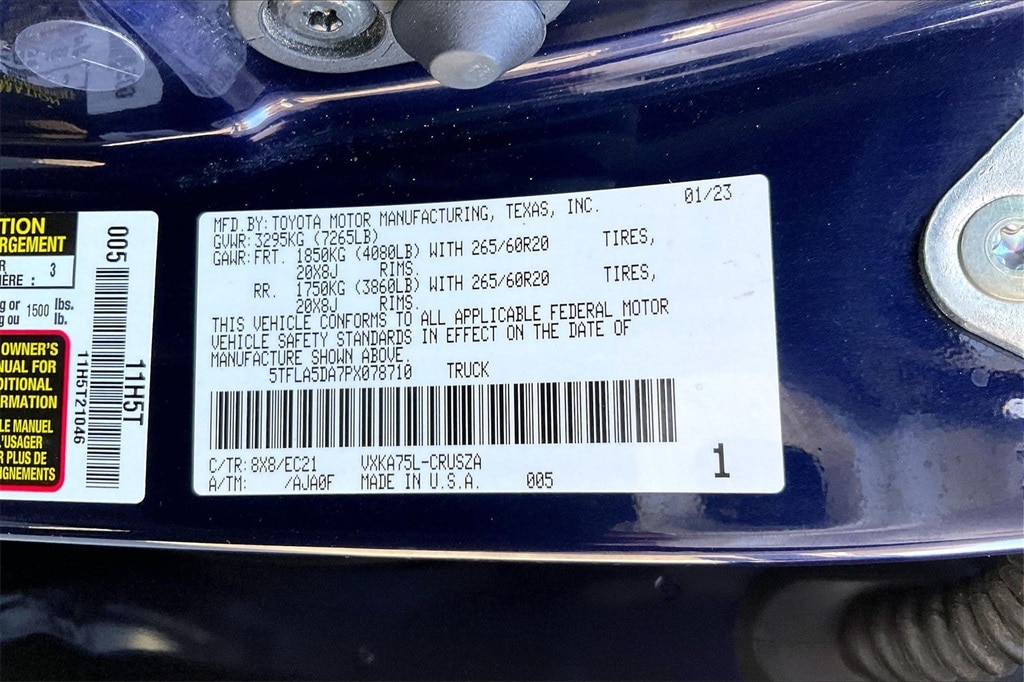 TION
RGEMENT
R
3
IÈRE :
g or 1500 lbs.
g ou lb.
OWNER'S
NUAL FOR
DITIONAL
FORMATION
LE MANUEL
L'USAGER
R PLUS DE
IGNEMENTS
005
11H5T
11H5T21046
MFD.BY:TOYOTA MOTOR MANUFACTURING, TEXAS, INC. 01/23
GVWR:3295KG (7265LB)
GAWR:FRT. 1850KG (4080LB) WITH 265/60R20 TIRES,
20X8J RIMS.
RR. 1750KG (3860LB) WITH 265/60R20 TIRES,
20X8J RIMS.
THIS VEHICLE CONFORMS TO ALL APPLICABLE FEDERAL MOTOR
VEHICLE SAFETY STANDARDS IN EFFECT ON THE DATE OF
MANUFACTURE SHOWN ABOVE.
5TFLA5DA7PX078710 TRUCK
C/TR:8X8/EC21 VXKA75L-CRUSZA
A/TM: /AJA0F MADE IN U.S.A. 005
1